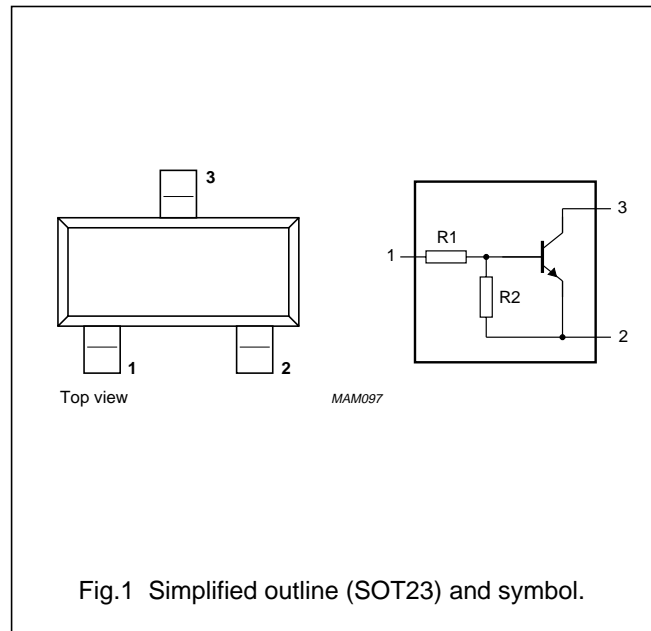 3
1
2
Top view
MAM097
1
R1
R2
3
2
Fig.1 Simplified outline (SOT23) and symbol.